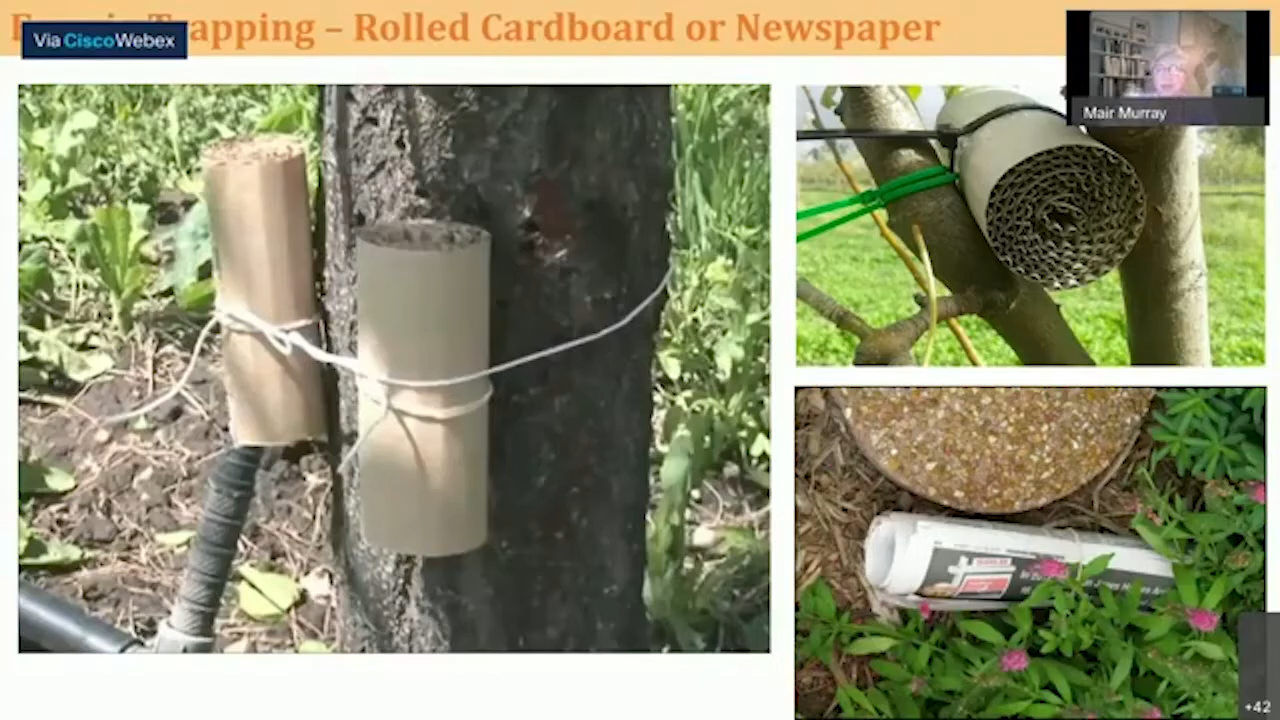 apping – Rolled Cardboard or Newspaper
Via CiscoWebex
Mair Murray
+42